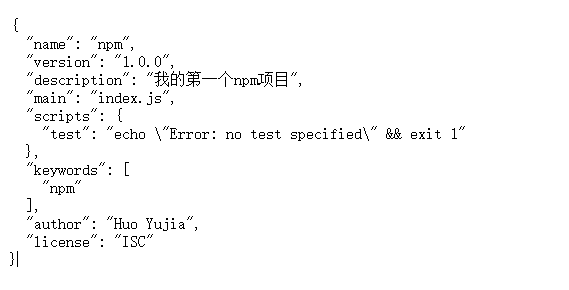 {
  "name": "npm",
  "version": "1.0.0",
  "description": "我的第一个npm项目",
  "main": "index.js",
  "scripts": {
    "test": "echo \"Error: no test specified\" && exit 1"
  },
  "keywords": [
    "npm"
  ],
  "author": "Huo Yujia",
  "license": "ISC"
}